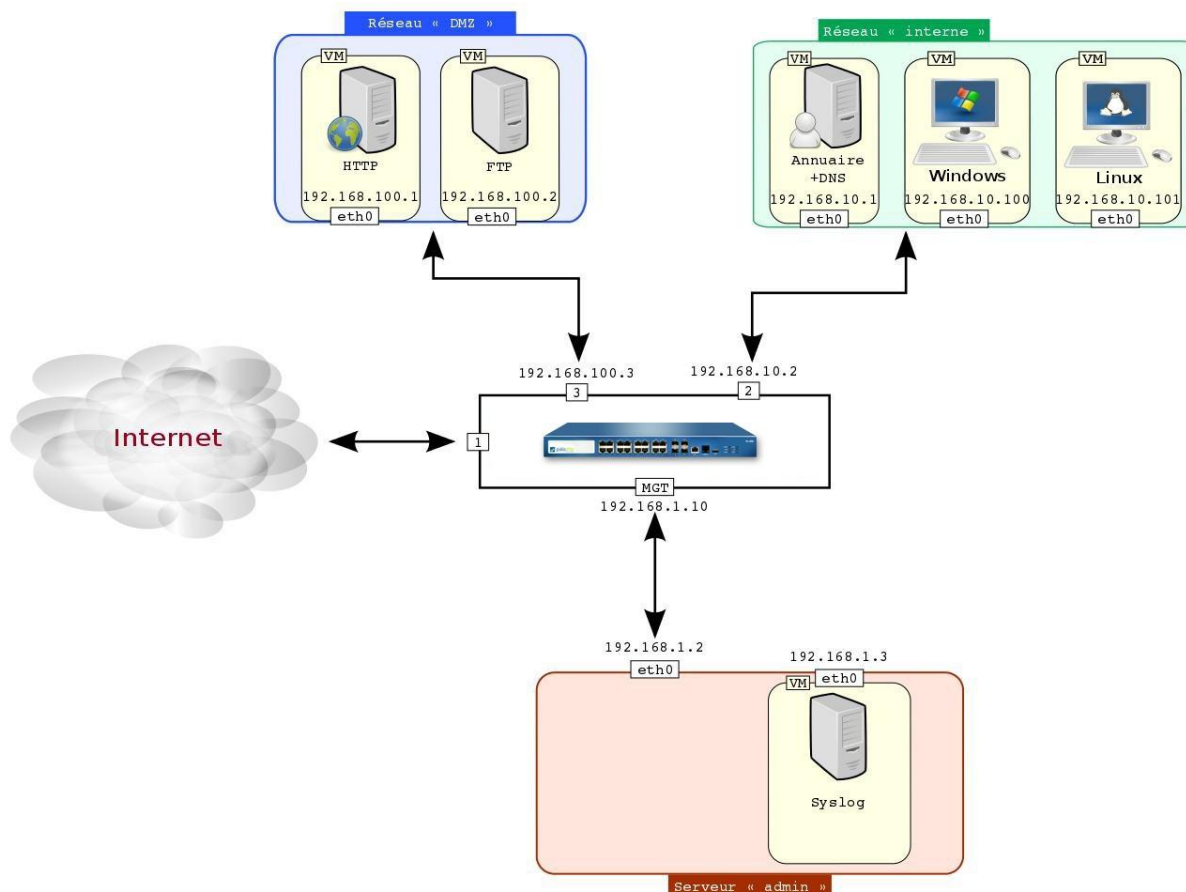 Réseau « DMZ »
Réseau « interne »
VM
VM
VM
VM
VM
HTTP
FTP
Annuaire
+DNS
Windows
Linux
192.168.100.1
192.168.100.2
192.168.10.1
192.168.10.100
192.168.10.101
eth0
eth0
eth0
eth0
eth0
192.168.100.3
192.168.10.2
3
2
Internet
1
MGT
192.168.1.10
192.168.1.2
192.168.1.3
eth0
eth0
VM
Syslog
Serveur « admin »